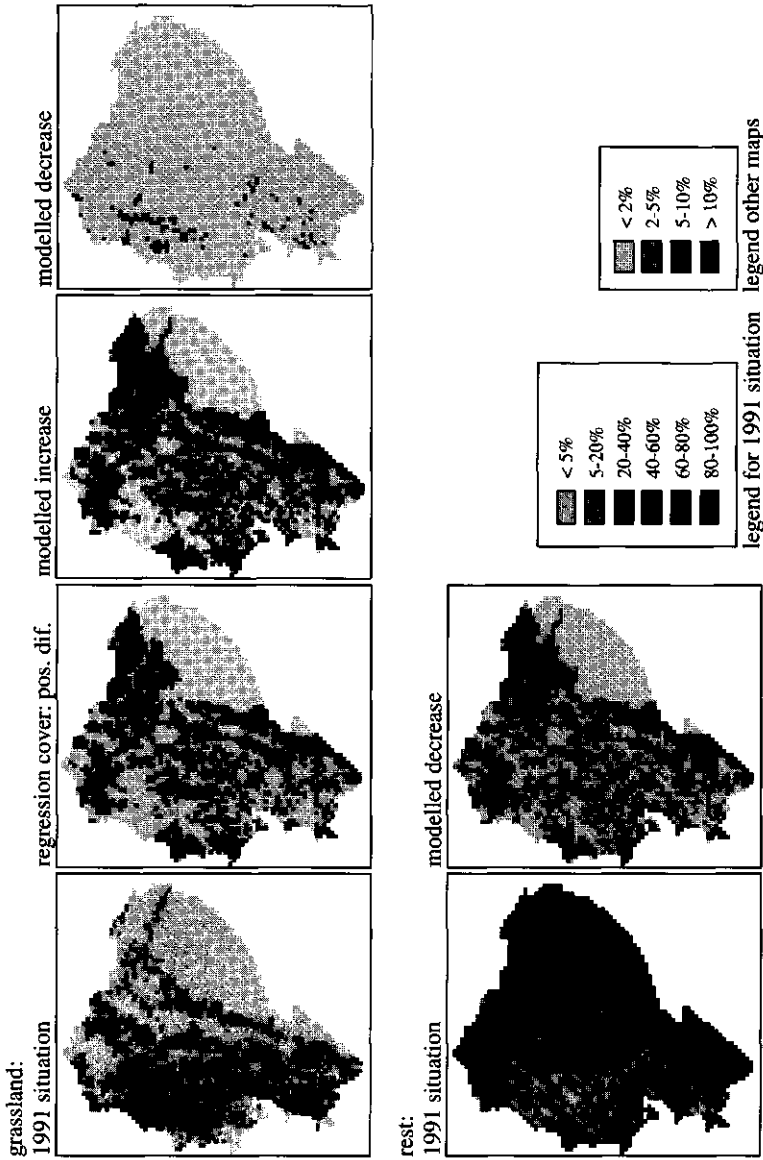 grassland:
1991 situation
regression cover: pos. dif.
modelled increase
modelled decrease
rest:
1991 situation
modelled decrease
< 5%
5-20%
20-40%
40-60%
60-80%
80-100%
legend for 1991 situation
< 2%
2-5%
5-10%
> 10%
legend other maps